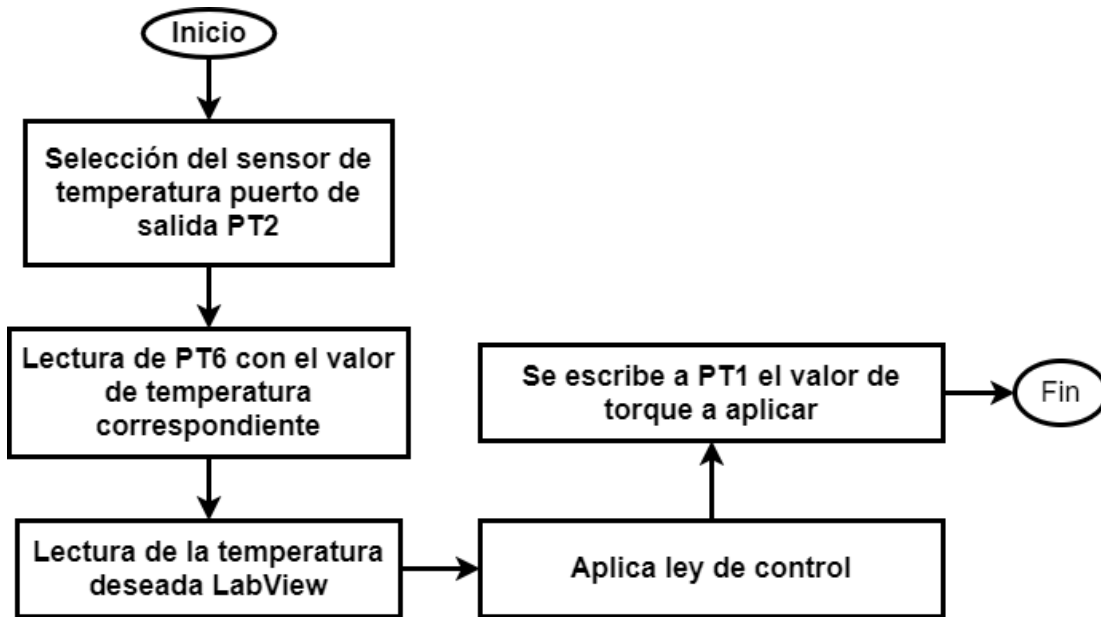 Inicio
Selección del sensor de
temperatura puerto de
salida PT2
Lectura de PT6 con el valor
de temperatura
correspondiente
Lectura de la temperatura
deseada LabView
Aplica ley de control
Se escribe a PT1 el valor de
torque a aplicar
Fin